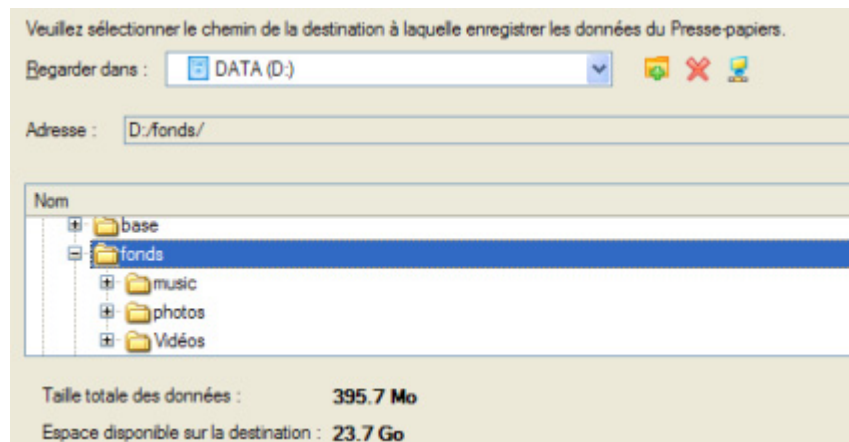 Veuillez sélectionner le chemin de la destination à laquelle enregistrer les données du Presse-papiers.
Regarder dans : DATA (D:)
Adresse : D:/fonds/
Nom
base
fonds
music
photos
Vidéos
Taille totale des données : 395.7 Mo
Espace disponible sur la destination : 23.7 Go